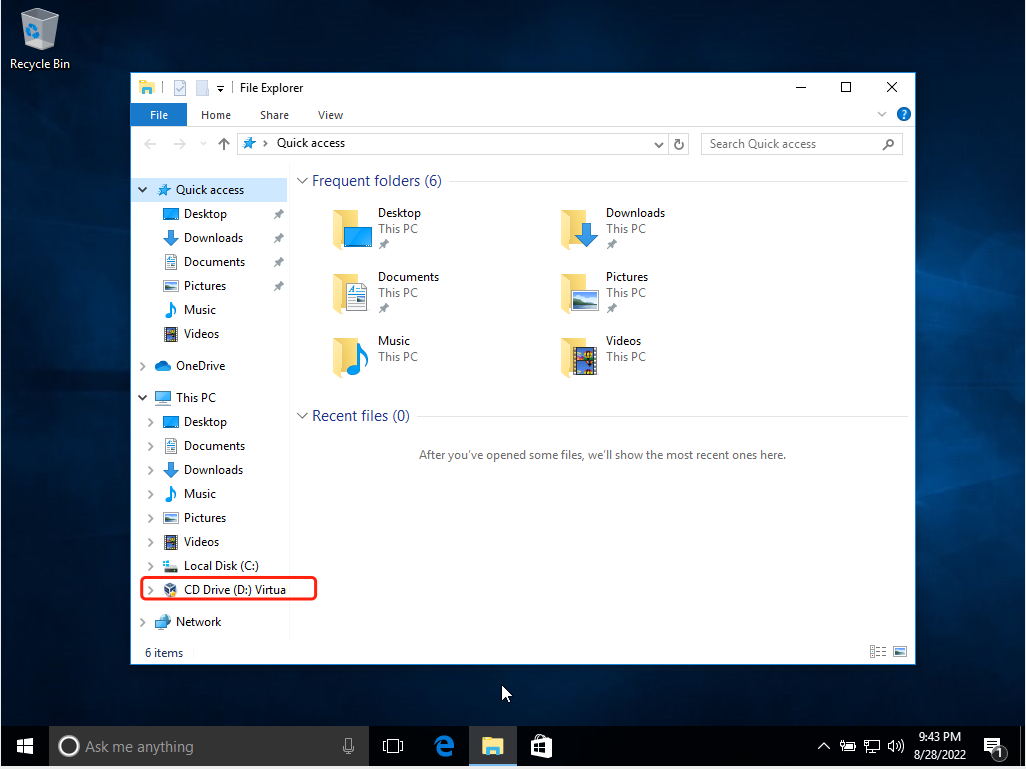 Recycle Bin
File Explorer
File Home Share View
Quick access
Search Quick access
Quick access
Desktop
Downloads
Documents
Pictures
Music
Videos
OneDrive
This PC
Desktop
Documents
Downloads
Music
Pictures
Videos
Local Disk (C:)
CD Drive (D:) Virtua
Network
Frequent folders (6)
Desktop
This PC
Downloads
This PC
Documents
This PC
Pictures
This PC
Music
This PC
Videos
This PC
Recent files (0)
After you've opened some files, we'll show the most recent ones here.
6 items
Ask me anything
9:43 PM
8/28/2022
1